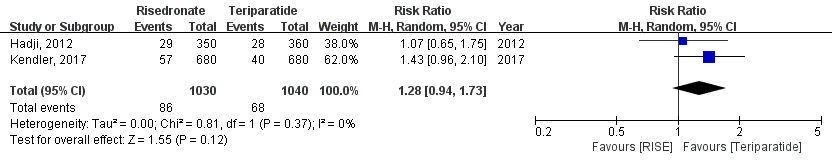 Risedronate Teriparatide Risk Ratio Risk Ratio
Study or Subgroup Events Total Events Total Weight M-H, Random, 95% CI Year M-H, Random, 95% CI
Hadji, 2012 29 350 28 360 38.0% 1.07 [0.65, 1.75] 2012
Kendler, 2017 57 680 40 680 62.0% 1.43 [0.96, 2.10] 2017
Total (95% CI) 1030 1040 100.0% 1.28 [0.94, 1.73]
Total events 86 68
Heterogeneity: Tau² = 0.00; Chi² = 0.81, df = 1 (P = 0.37); I² = 0%
Test for overall effect: Z = 1.55 (P = 0.12)
0.2 0.5 1 2 5
Favours [RISE] Favours [Teriparatide]